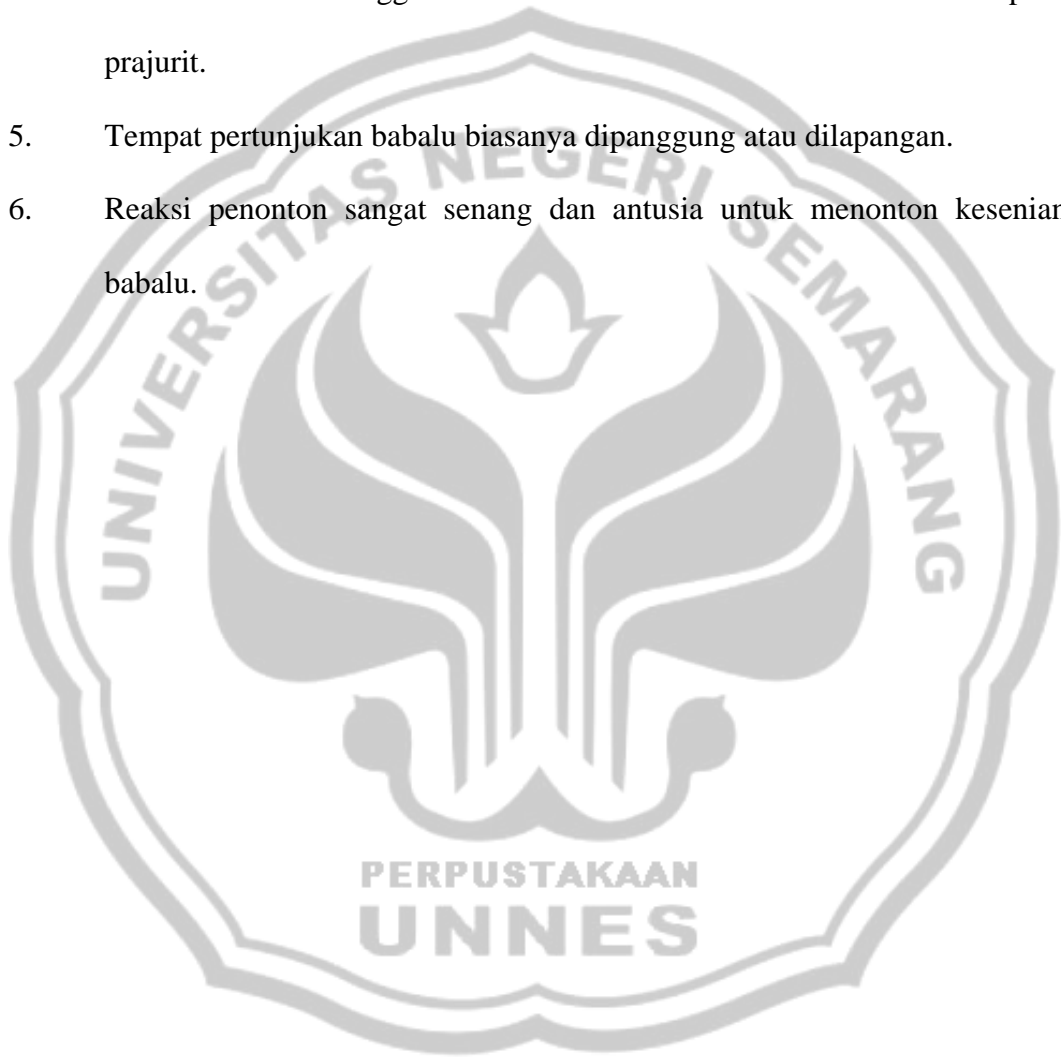 prajurit.
5. Tempat pertunjukan babalu biasanya dipanggung atau dilapangan.
6. Reaksi penonton sangat senang dan antusia untuk menonton kesenian
babalu.
UNIVERSITAS NEGERI SEMARANG
PERPUSTAKAAN
UNNES